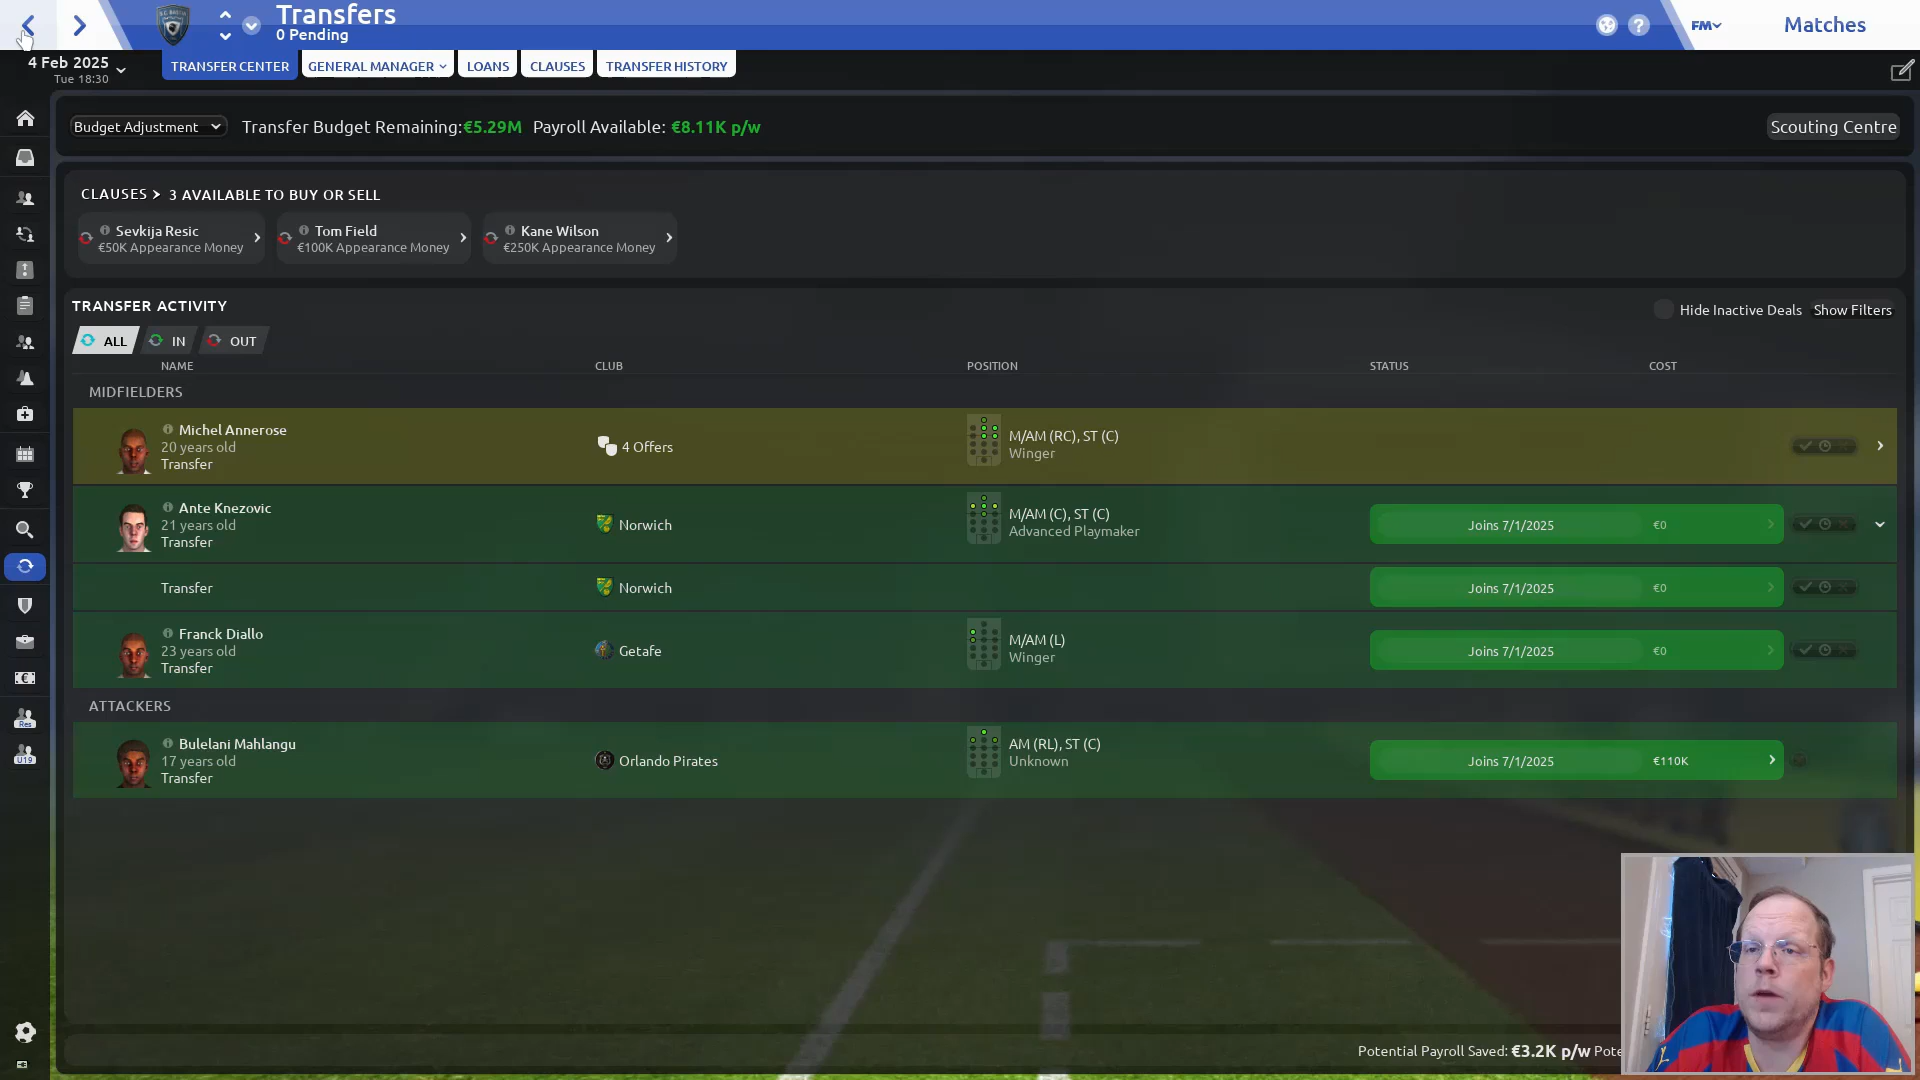 Transfers
0 Pending
FM
Matches
4 Feb 2025
Tue 18:30
TRANSFER CENTER
GENERAL MANAGER
LOANS
CLAUSES
TRANSFER HISTORY
Budget Adjustment
Transfer Budget Remaining: €5.29M Payroll Available: €8.11K p/w
Scouting Centre
CLAUSES > 3 AVAILABLE TO BUY OR SELL
Sevkija Resic
€50K Appearance Money
Tom Field
€100K Appearance Money
Kane Wilson
€250K Appearance Money
TRANSFER ACTIVITY
Hide Inactive Deals
Show Filters
ALL
IN
OUT
NAME CLUB POSITION STATUS COST
MIDFIELDERS
Michel Annerose
20 years old
Transfer
4 Offers
M/AM (RC), ST (C)
Winger
Ante Knezovic
21 years old
Transfer
Norwich
M/AM (C), ST (C)
Advanced Playmaker
Joins 7/1/2025 €0
Transfer
Norwich
Joins 7/1/2025 €0
Franck Diallo
23 years old
Transfer
Getafe
M/AM (L)
Winger
Joins 7/1/2025 €0
ATTACKERS
Bulelani Mahlangu
17 years old
Transfer
Orlando Pirates
AM (RL), ST (C)
Unknown
Joins 7/1/2025 €110K
Res
U19
Potential Payroll Saved: €3.2K p/w